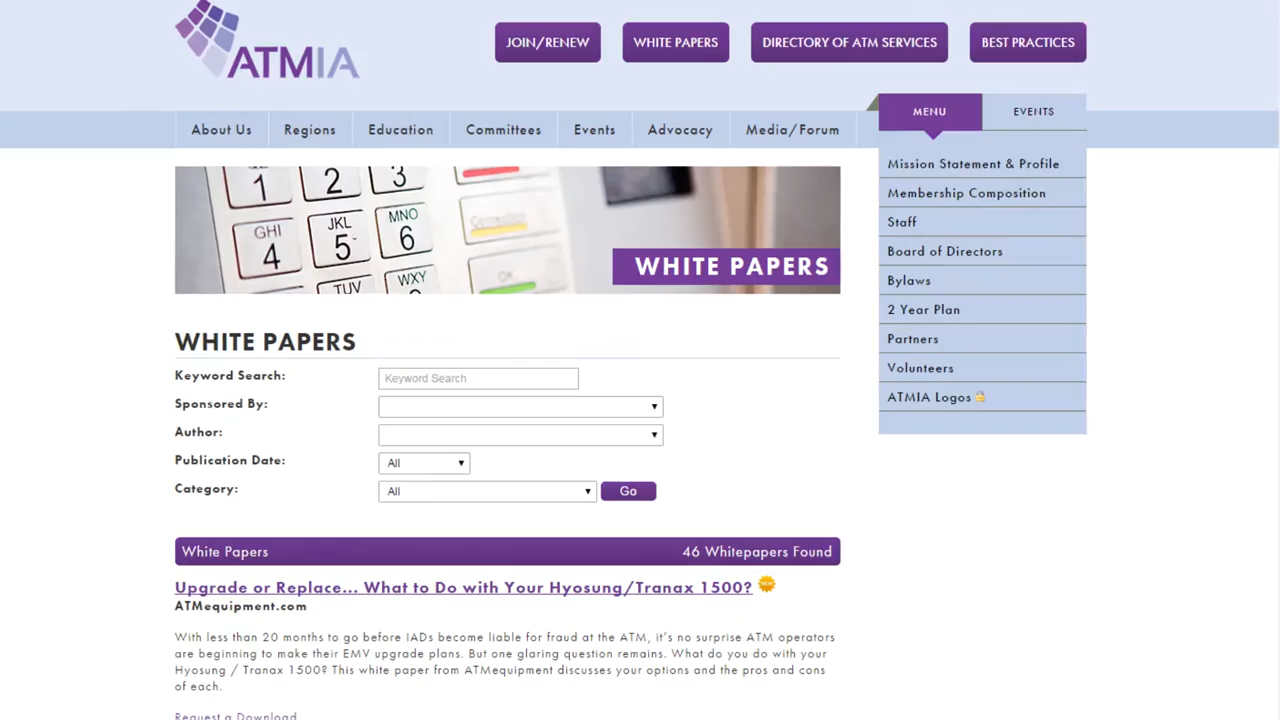 ATMIA
JOIN/RENEW
WHITE PAPERS
DIRECTORY OF ATM SERVICES
BEST PRACTICES
MENU
EVENTS
About Us
Regions
Education
Committees
Events
Advocacy
Media/Forum
Mission Statement & Profile
Membership Composition
Staff
Board of Directors
Bylaws
2 Year Plan
Partners
Volunteers
ATMIA Logos
1
2
3
GHI
4
JKL
5
MNO
6
TUV
WXY
OK
WHITE PAPERS
WHITE PAPERS
Keyword Search:
Keyword Search
Sponsored By:
Author:
Publication Date:
All
Category:
All
Go
White Papers
46 Whitepapers Found
Upgrade or Replace... What to Do with Your Hyosung/Tranax 1500?
ATMequipment.com
With less than 20 months to go before IADs become liable for fraud at the ATM, it's no surprise ATM operators
are beginning to make their EMV upgrade plans. But one glaring question remains. What do you do with your
Hyosung / Tranax 1500? This white paper from ATMequipment discusses your options and the pros and cons
of each.
Request a Download